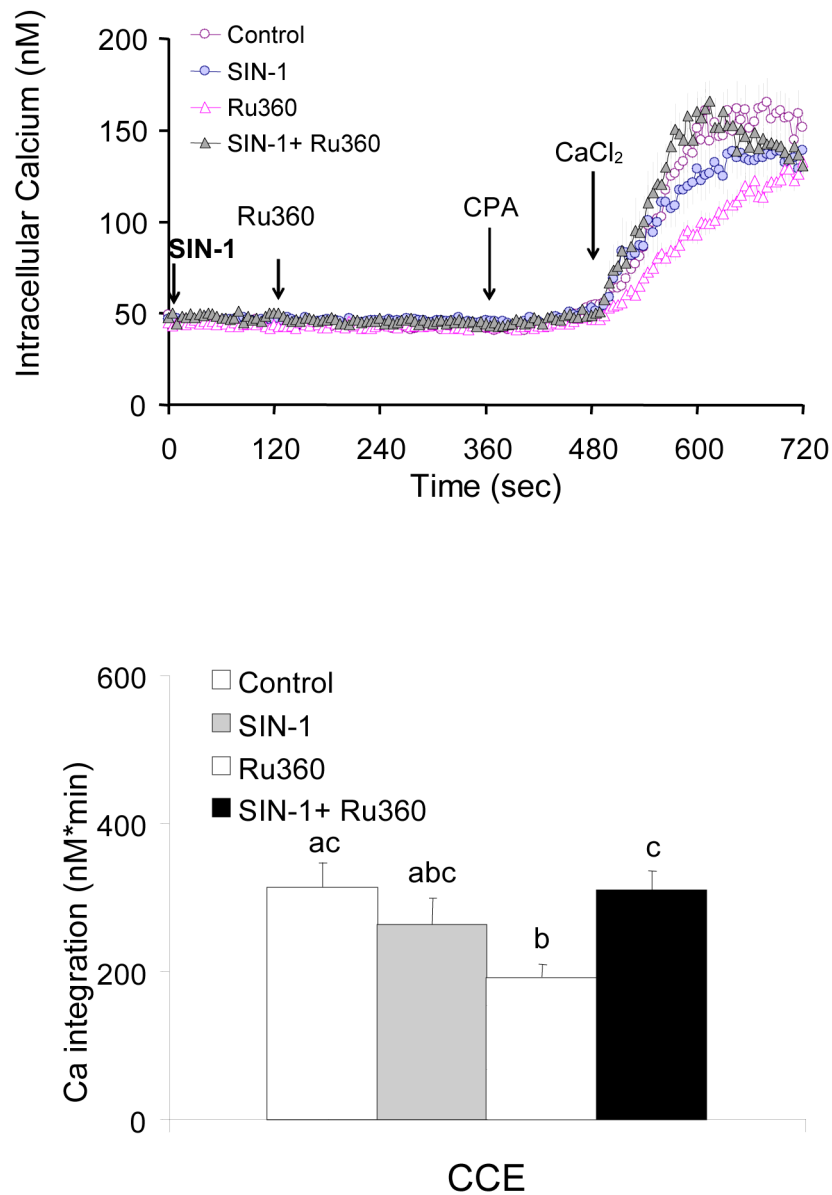 Intracellular Calcium (nM)
200
150
100
50
0
Control
SIN-1
Ru360
SIN-1+ Ru360
SIN-1
Ru360
CPA
CaCl₂
0 120 240 360 480 600 720
Time (sec)
Ca integration (nM*min)
600
400
200
0
Control
SIN-1
Ru360
SIN-1+ Ru360
ac
abc
b
c
CCE